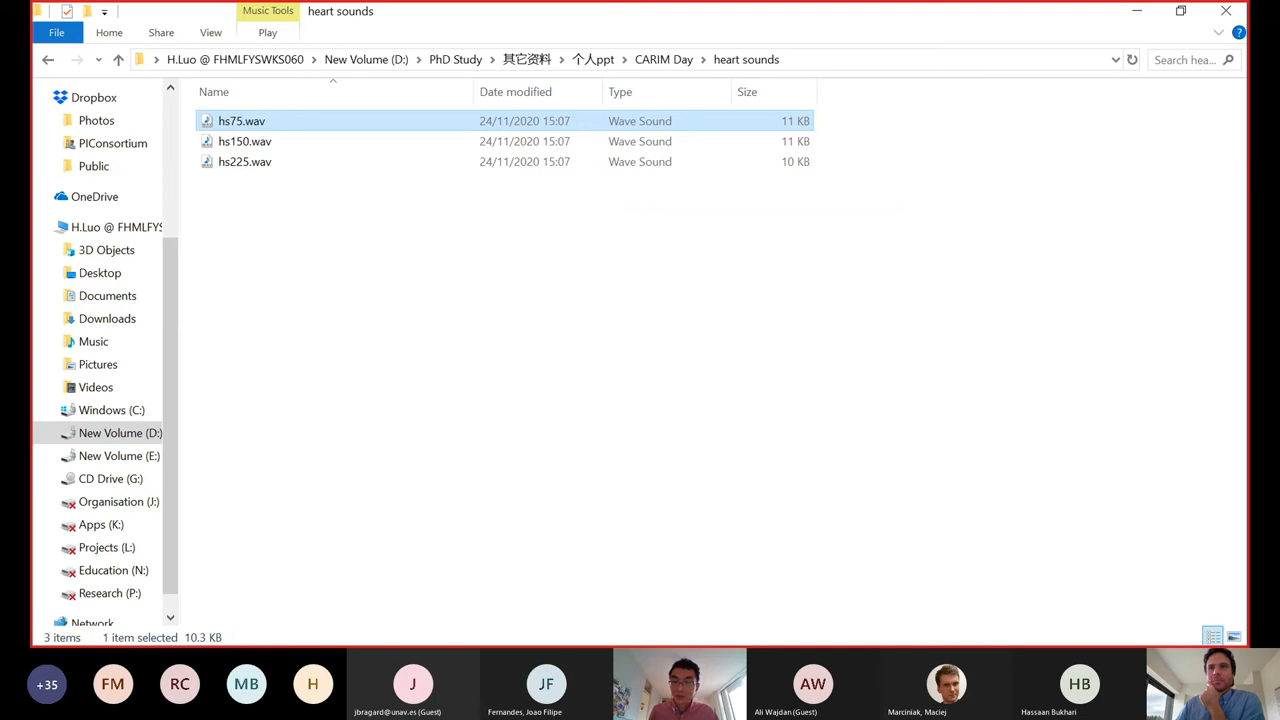 Music Tools
heart sounds
File
Home
Share
View
Play
H.Luo @ FHMLFYSWKS060
New Volume (D:)
PhD Study
其它资料
个人ppt
CARIM Day
heart sounds
Search hea...
Name
Date modified
Type
Size
hs75.wav
24/11/2020 15:07
Wave Sound
11 KB
hs150.wav
24/11/2020 15:07
Wave Sound
11 KB
hs225.wav
24/11/2020 15:07
Wave Sound
10 KB
Dropbox
Photos
PIConsortium
Public
OneDrive
H.Luo @ FHMLFYS
3D Objects
Desktop
Documents
Downloads
Music
Pictures
Videos
Windows (C:)
New Volume (D:)
New Volume (E:)
CD Drive (G:)
Organisation (J:)
Apps (K:)
Projects (L:)
Education (N:)
Research (P:)
Network
3 items
1 item selected
10.3 KB
+35
FM
RC
MB
H
J
jbragard@unav.es (Guest)
JF
Fernandes, Joao Filipe
AW
Ali Wajdan (Guest)
Marciniak, Maciej
HB
Hassaan Bukhari